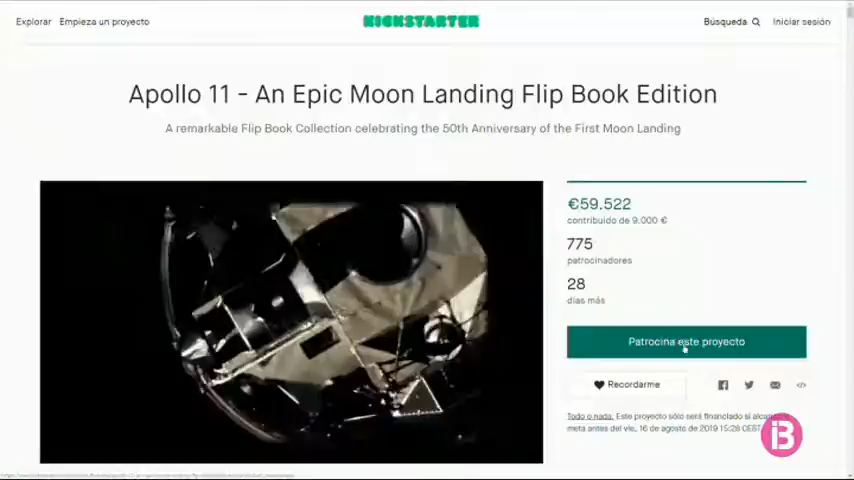 Explorar Empieza un proyecto KICKSTARTER Búsqueda Iniciar sesión
Apollo 11 - An Epic Moon Landing Flip Book Edition
A remarkable Flip Book Collection celebrating the 50th Anniversary of the First Moon Landing
€59.522
contribuido de 9.000 €
775
patrocinadores
28
días más
Patrocina este proyecto
Recordarme
Todo o nada. Este proyecto sólo será financiado si
meta antes del vie, 16 de agosto de 2019 15:28 CEST
IB